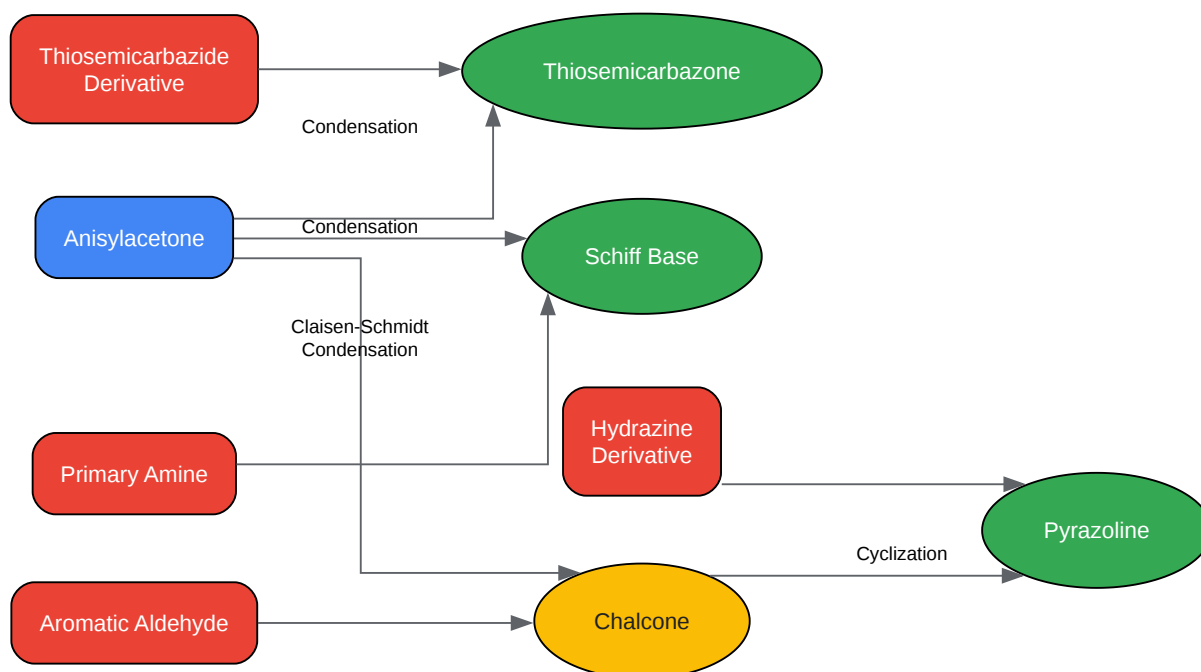 Thiosemicarbazide
Derivative
Thiosemicarbazone
Condensation
Anisylacetone
Condensation
Schiff Base
Claisen-Schmidt
Condensation
Hydrazine
Derivative
Primary Amine
Pyrazoline
Cyclization
Aromatic Aldehyde
Chalcone